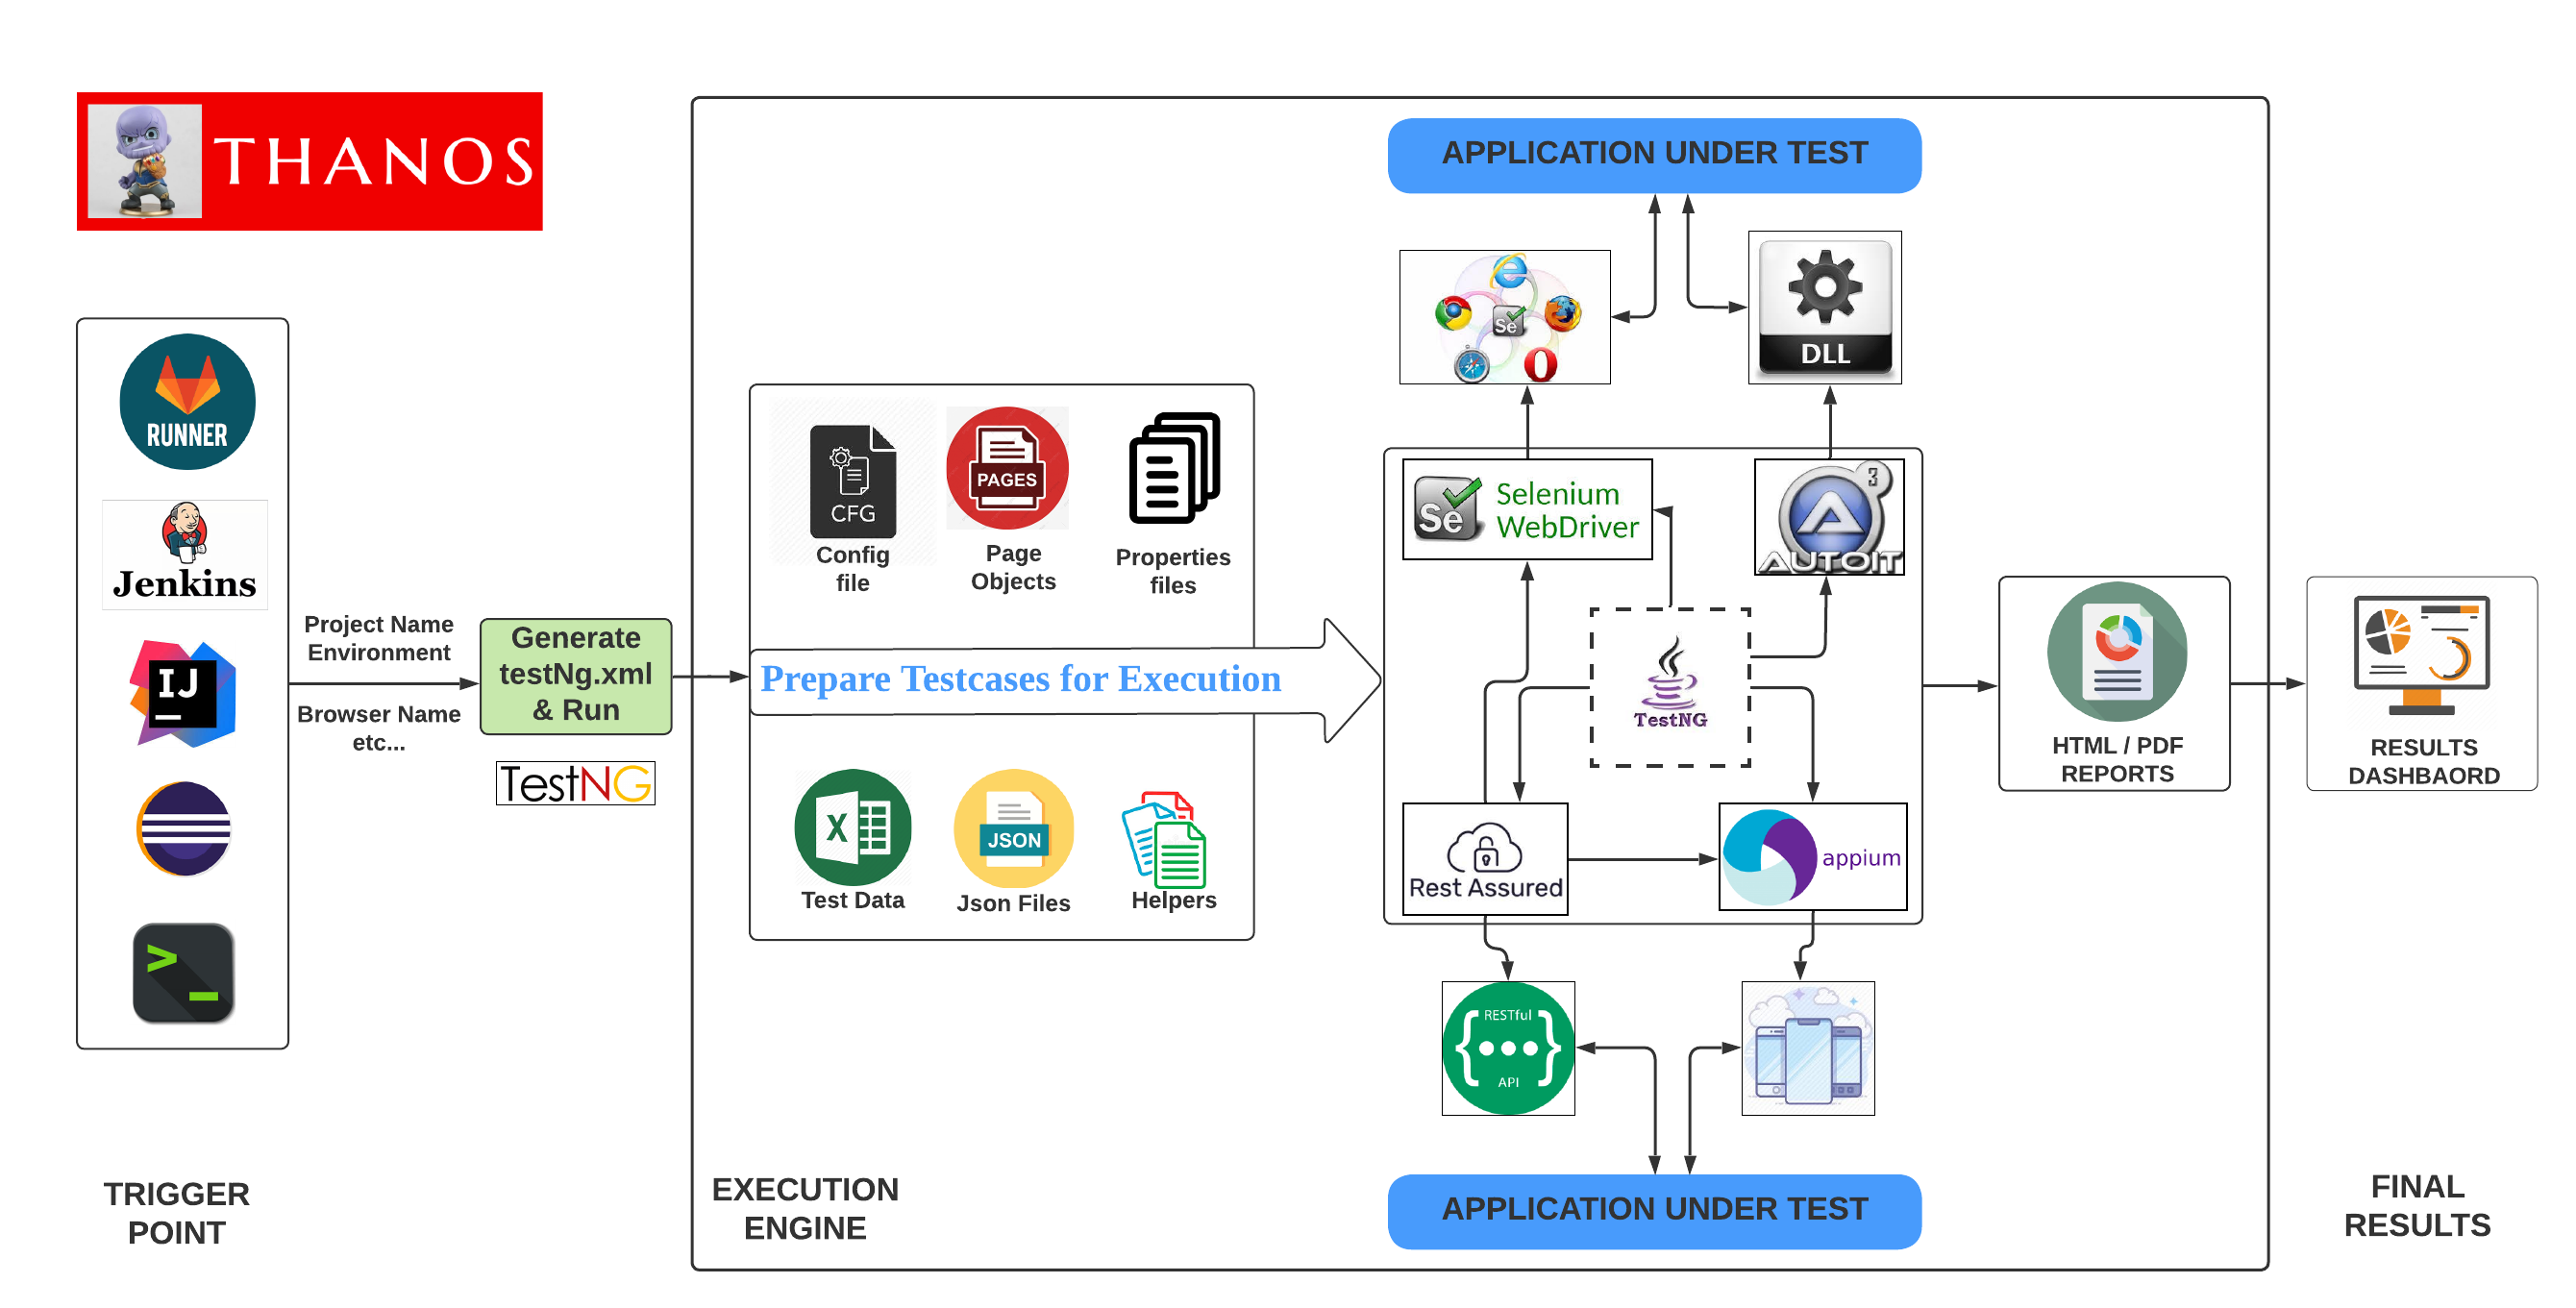 THANOS
RUNNER
Jenkins
IJ
>_
Project Name
Environment
Browser Name
etc...
Generate
testNg.xml
& Run
TestNG
CFG
Config
file
PAGES
Page
Objects
Properties
files
Prepare Testcases for Execution
X
Test Data
JSON
Json Files
Helpers
APPLICATION UNDER TEST
Se
DLL
Se
Selenium
WebDriver
A
3
AUTOIT
TestNG
Rest Assured
appium
{ RESTful
API }
APPLICATION UNDER TEST
HTML / PDF
REPORTS
RESULTS
DASHBAORD
TRIGGER
POINT
EXECUTION
ENGINE
FINAL
RESULTS